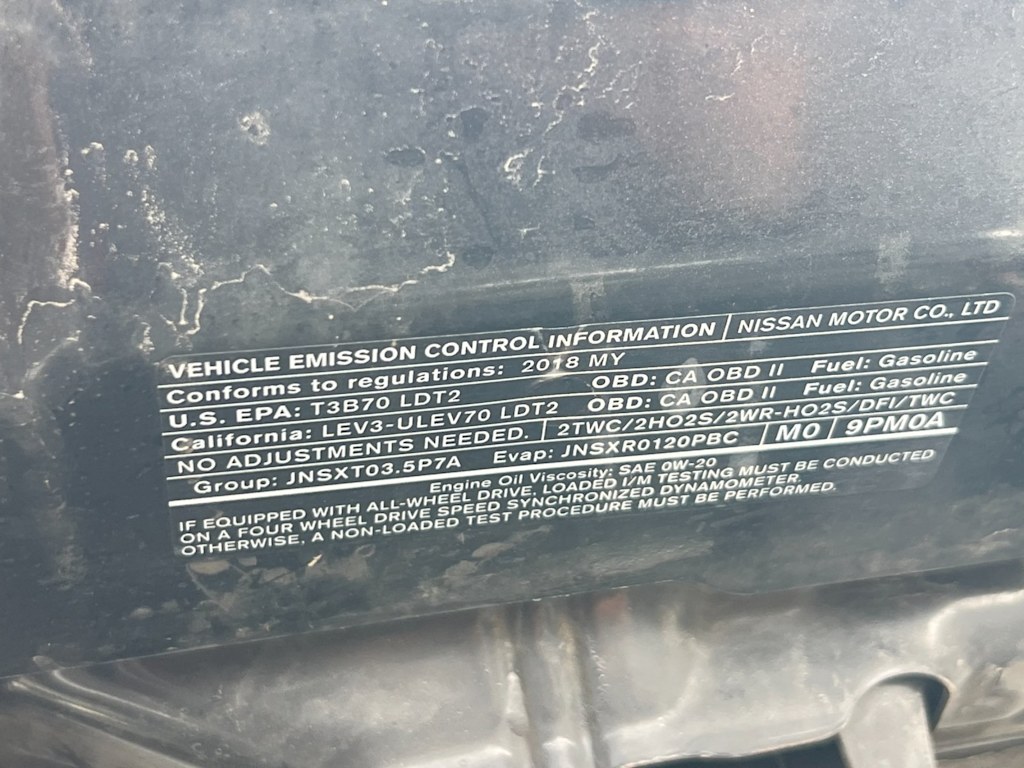 VEHICLE EMISSION CONTROL INFORMATION | NISSAN MOTOR CO., LTD
Conforms to regulations: 2018 MY
U.S. EPA: T3B70 LDT2 OBD: CA OBD II Fuel: Gasoline
California: LEV3-ULEV70 LDT2 OBD: CA OBD II Fuel: Gasoline
NO ADJUSTMENTS NEEDED. | 2TWC/2HO2S/2WR-HO2S/DFI/TWC
Group: JNSXT03.5P7A Evap: JNSXR0120PBC | M0 | 9PM0A
Engine Oil Viscosity: SAE 0W-20
IF EQUIPPED WITH ALL-WHEEL DRIVE, LOADED I/M TESTING MUST BE CONDUCTED
ON A FOUR WHEEL DRIVE SPEED SYNCHRONIZED DYNAMOMETER.
OTHERWISE, A NON-LOADED TEST PROCEDURE MUST BE PERFORMED.